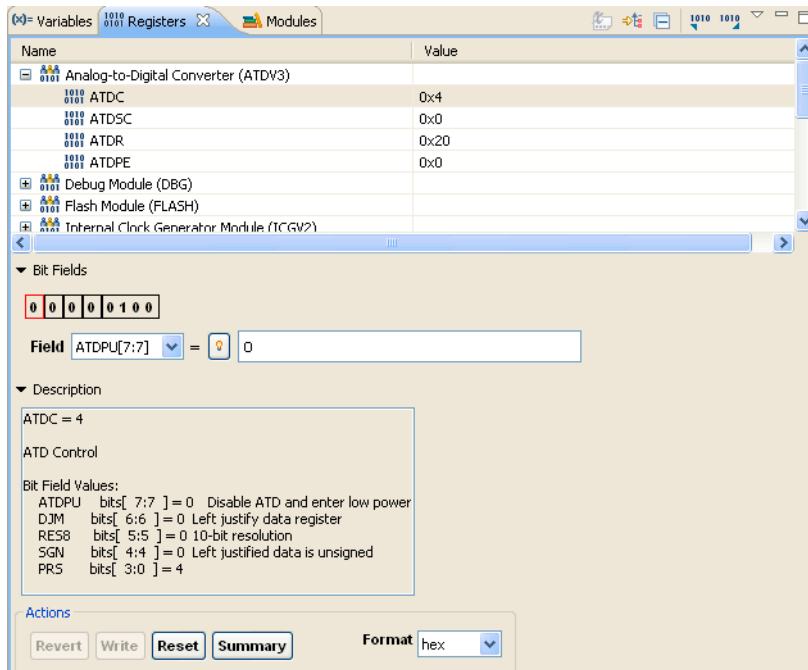 (x)= Variables 1010 0101 Registers Modules 1010 1010
Name Value
Analog-to-Digital Converter (ATDV3)
ATDC 0x4
ATDSC 0x0
ATDR 0x20
ATDPE 0x0
Debug Module (DBG)
Flash Module (FLASH)
Internal Clock Generator Module (ICGV2)
Bit Fields
0 0 0 0 0 1 0 0
Field ATDPU[7:7] = 0
Description
ATDC = 4
ATD Control
Bit Field Values:
ATDPU bits[ 7:7 ] = 0 Disable ATD and enter low power
DJM bits[ 6:6 ] = 0 Left justify data register
RES8 bits[ 5:5 ] = 0 10-bit resolution
SGN bits[ 4:4 ] = 0 Left justified data is unsigned
PRS bits[ 3:0 ] = 4
Actions
Revert Write Reset Summary Format hex